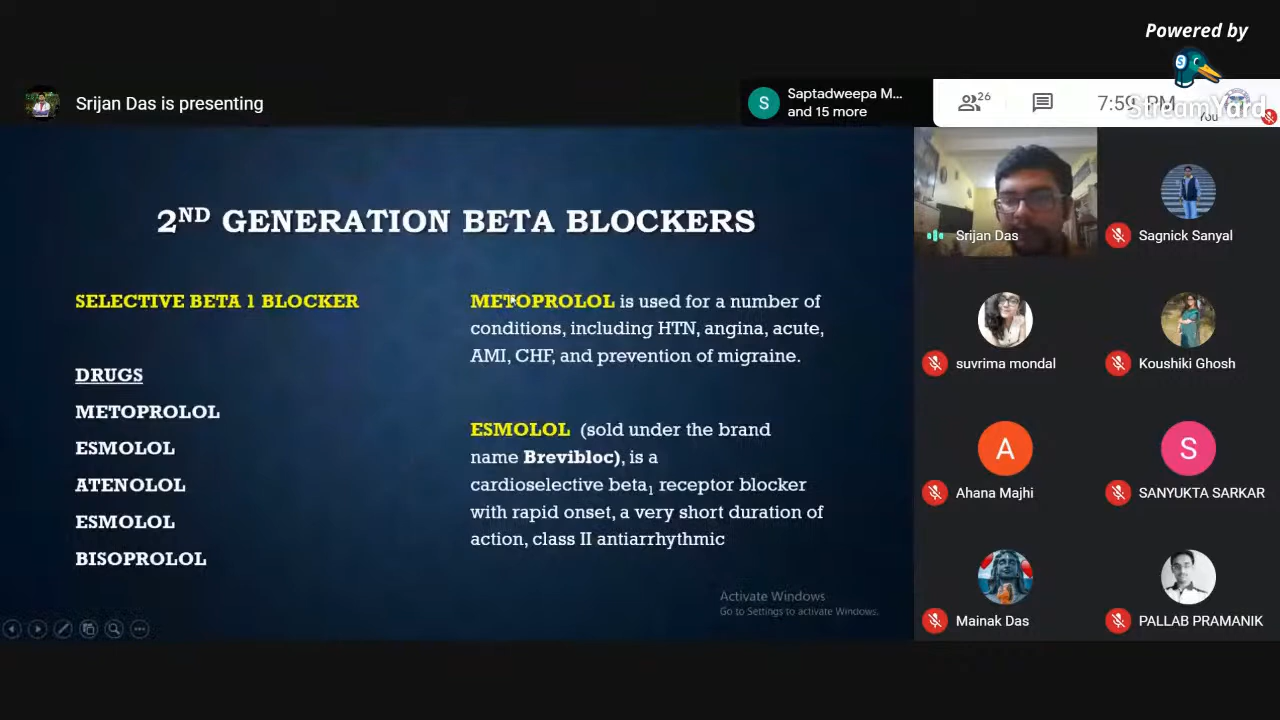 Powered by
StreamYard
Srijan Das is presenting
S
Saptadweepa M...
and 15 more
26
7:59 PM
You
2ND GENERATION BETA BLOCKERS
SELECTIVE BETA 1 BLOCKER
DRUGS
METOPROLOL
ESMOLOL
ATENOLOL
ESMOLOL
BISOPROLOL
METOPROLOL is used for a number of
conditions, including HTN, angina, acute,
AMI, CHF, and prevention of migraine.
ESMOLOL (sold under the brand
name Brevibloc), is a
cardioselective beta1 receptor blocker
with rapid onset, a very short duration of
action, class II antiarrhythmic
Activate Windows
Go to Settings to activate Windows.
Srijan Das
Sagnick Sanyal
suvrima mondal
Koushiki Ghosh
A
Ahana Majhi
S
SANYUKTA SARKAR
Mainak Das
PALLAB PRAMANIK